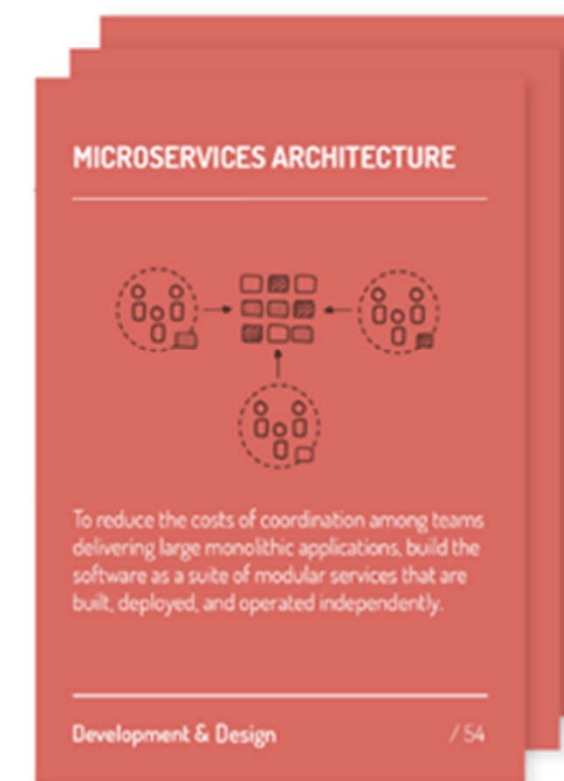 MICROSERVICES ARCHITECTURE
To reduce the costs of coordination among teams
delivering large monolithic applications, build the
software as a suite of modular services that are
built, deployed, and operated independently.
Development & Design
/ 54